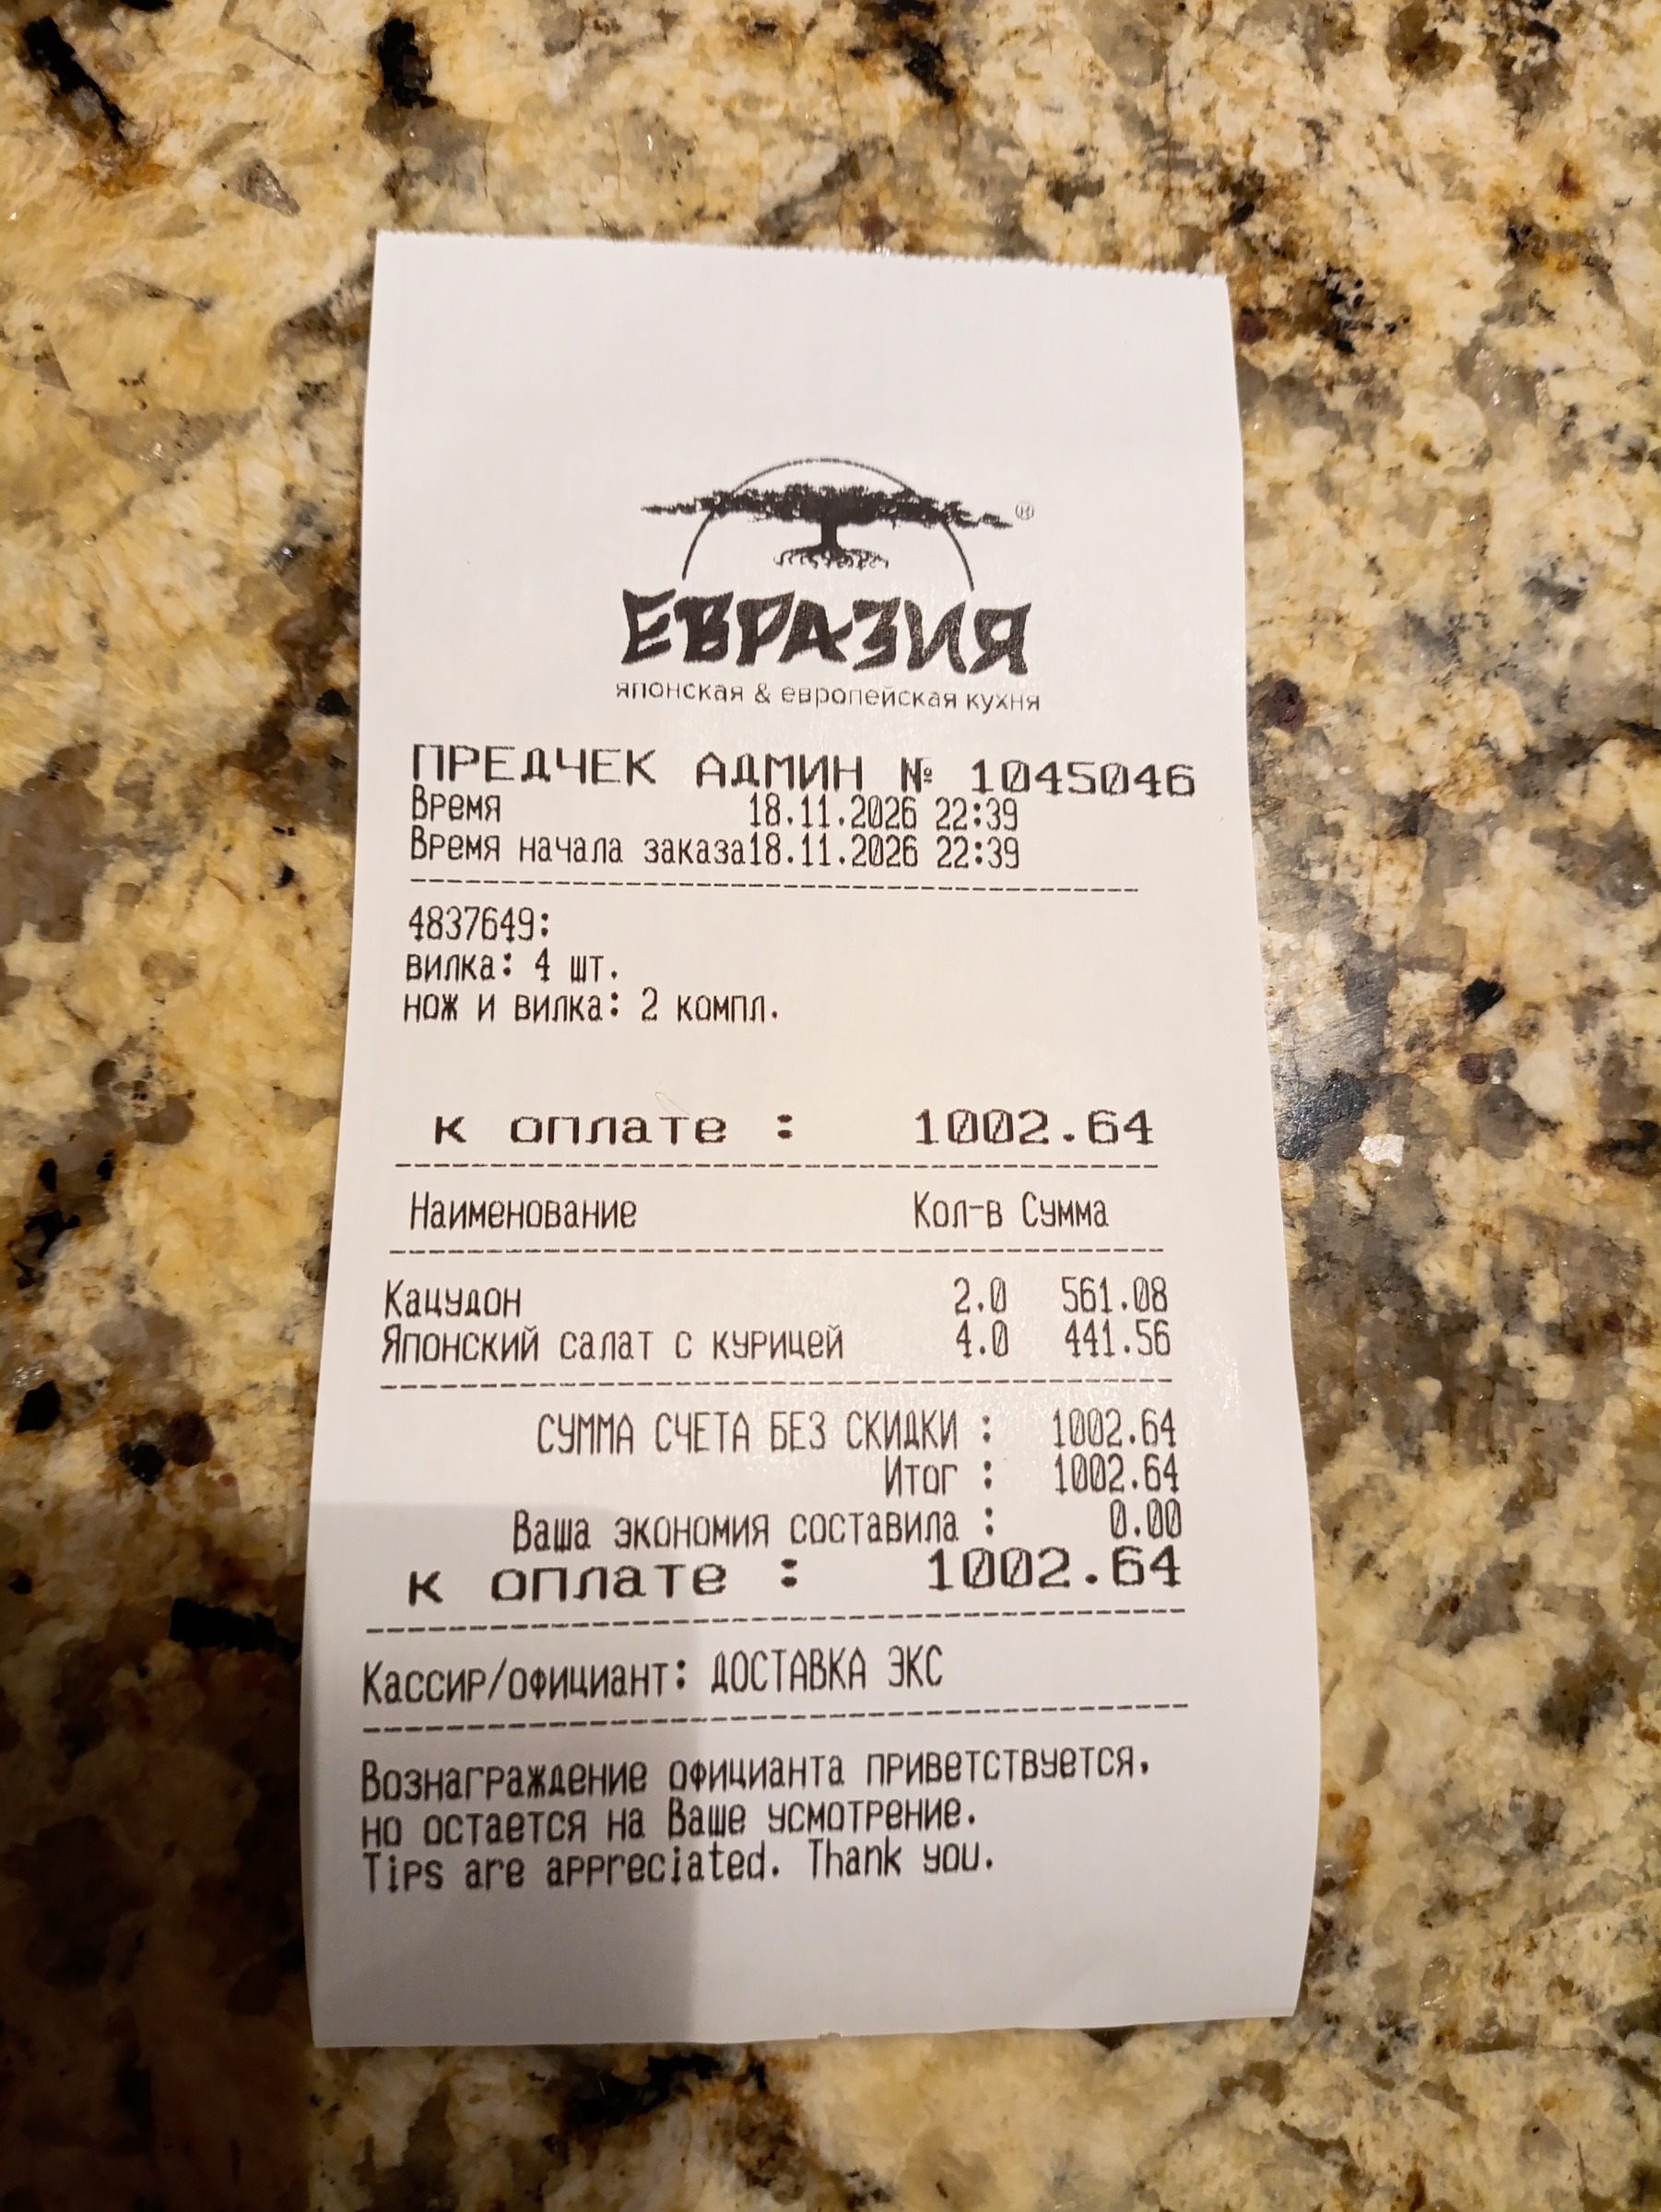 ЕВРАЗИЯ
японская & европейская кухня
ПРЕДЧЕК АДМИН № 1045046
Время 18.11.2026 22:39
Время начала заказа18.11.2026 22:39
4837649:
вилка: 4 шт.
нож и вилка: 2 компл.
к оплате : 1002.64
Наименование Кол-в Сумма
Кацудон 2.0 561.08
Японский салат с курицей 4.0 441.56
СУММА СЧЕТА БЕЗ СКИДКИ : 1002.64
Итог : 1002.64
Ваша экономия составила : 0.00
к оплате : 1002.64
Кассир/официант: ДОСТАВКА ЭКС
Вознаграждение официанта приветствуется,
но остается на Ваше усмотрение.
Tips are appreciated. Thank you.